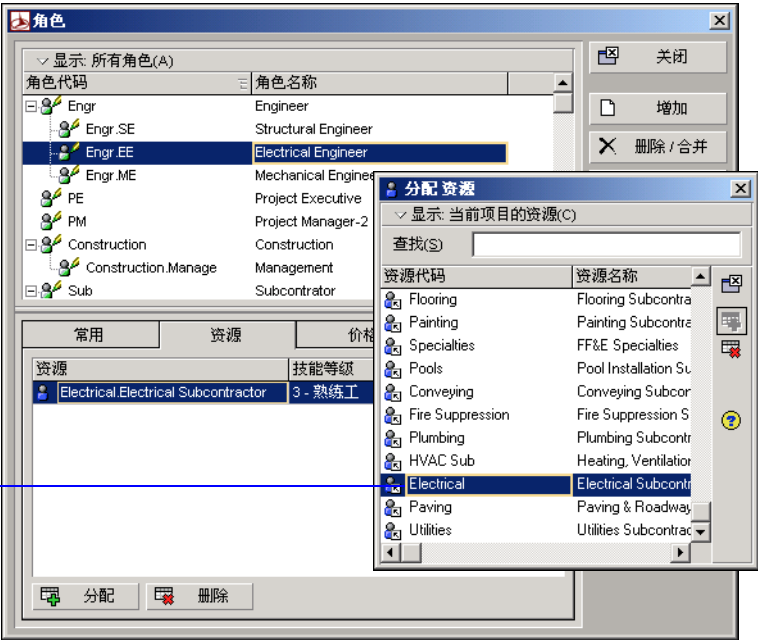 角色
显示: 所有角色(A)
角色代码 角色名称
Engr Engineer
Engr.SE Structural Engineer
Engr.EE Electrical Engineer
Engr.ME Mechanical Enginee
PE Project Executive
PM Project Manager-2
Construction Construction
Construction.Manage Management
Sub Subcontrator
关闭
增加
删除/合并
常用 资源 价格
资源 技能等级
Electrical.Electrical Subcontractor 3 - 熟练工
分配 删除
分配 资源
显示: 当前项目的资源(C)
查找(S)
资源代码 资源名称
Flooring Flooring Subcontra
Painting Painting Subcontra
Specialties FF&E Specialties
Pools Pool Installation Su
Conveying Conveying Subcor
Fire Suppression Fire Suppression S
Plumbing Plumbing Subcontr
HVAC Sub Heating, Ventilation
Electrical Electrical Subcontr
Paving Paving & Roadway
Utilities Utilities Subcontrac